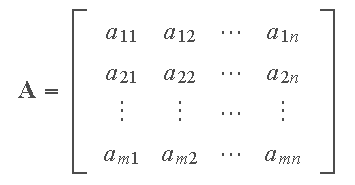 a₁₁ a₁₂ ⋯ a₁ₙ
a₂₁ a₂₂ ⋯ a₂ₙ
A =
⋮ ⋮ ⋯ ⋮
aₘ₁ aₘ₂ ⋯ aₘₙ